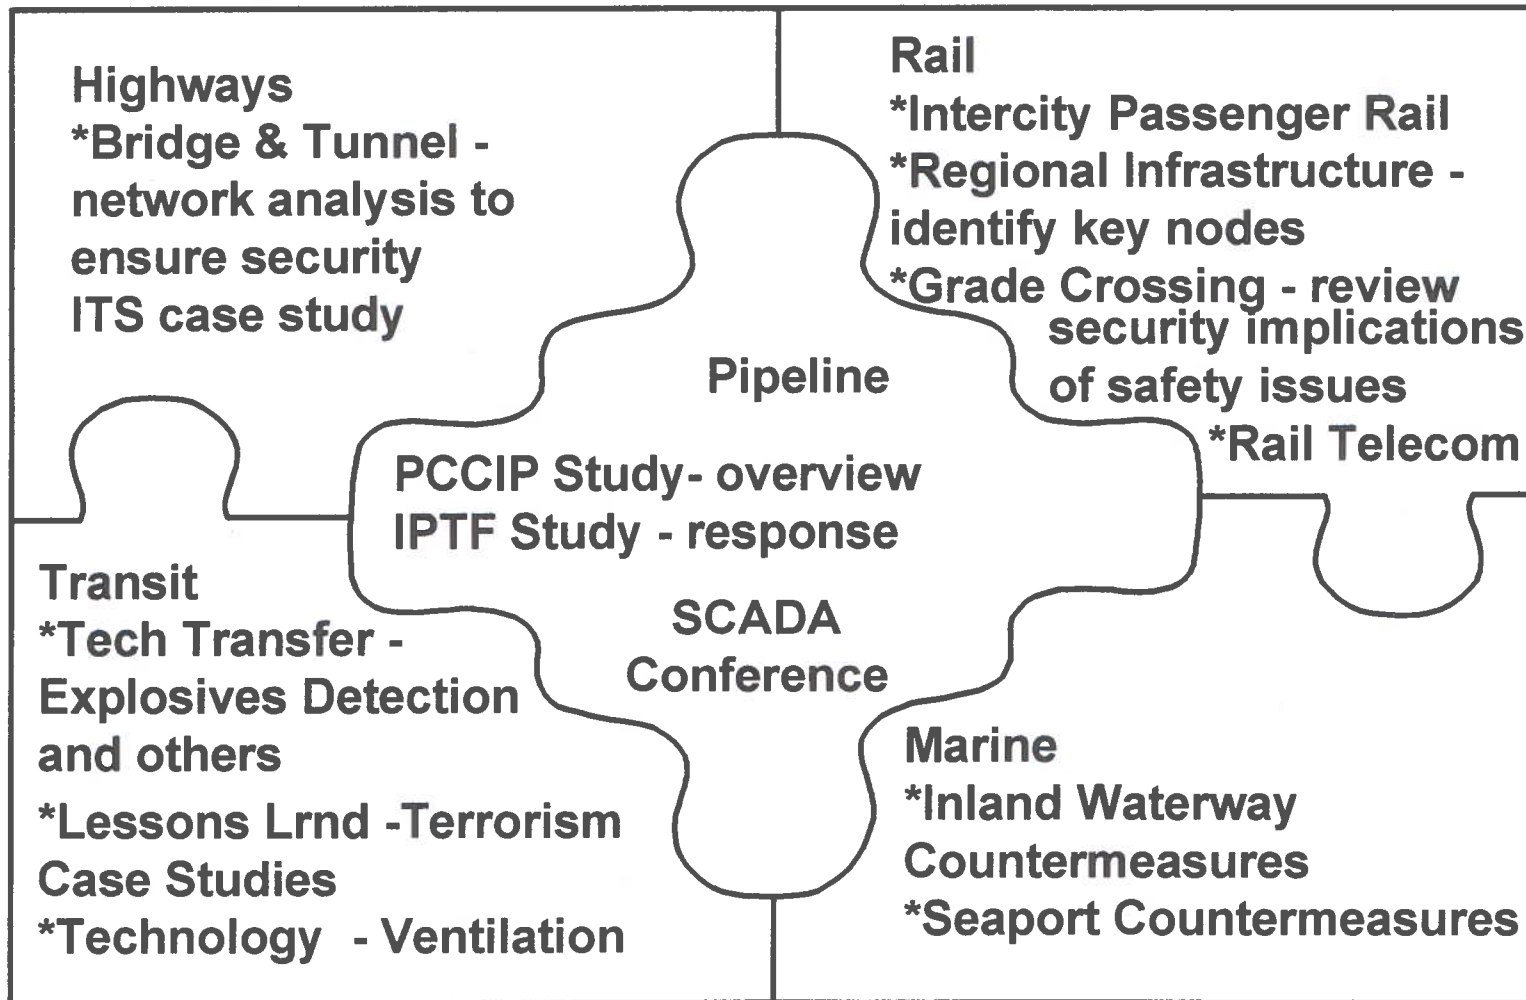 Highways
*Bridge & Tunnel -
network analysis to
ensure security
ITS case study
Rail
*Intercity Passenger Rail
*Regional Infrastructure -
identify key nodes
*Grade Crossing - review
security implications
of safety issues
*Rail Telecom
Pipeline
PCCIP Study- overview
IPTF Study - response
SCADA
Conference
Transit
*Tech Transfer -
Explosives Detection
and others
*Lessons Lrnd -Terrorism
Case Studies
*Technology - Ventilation
Marine
*Inland Waterway
Countermeasures
*Seaport Countermeasures